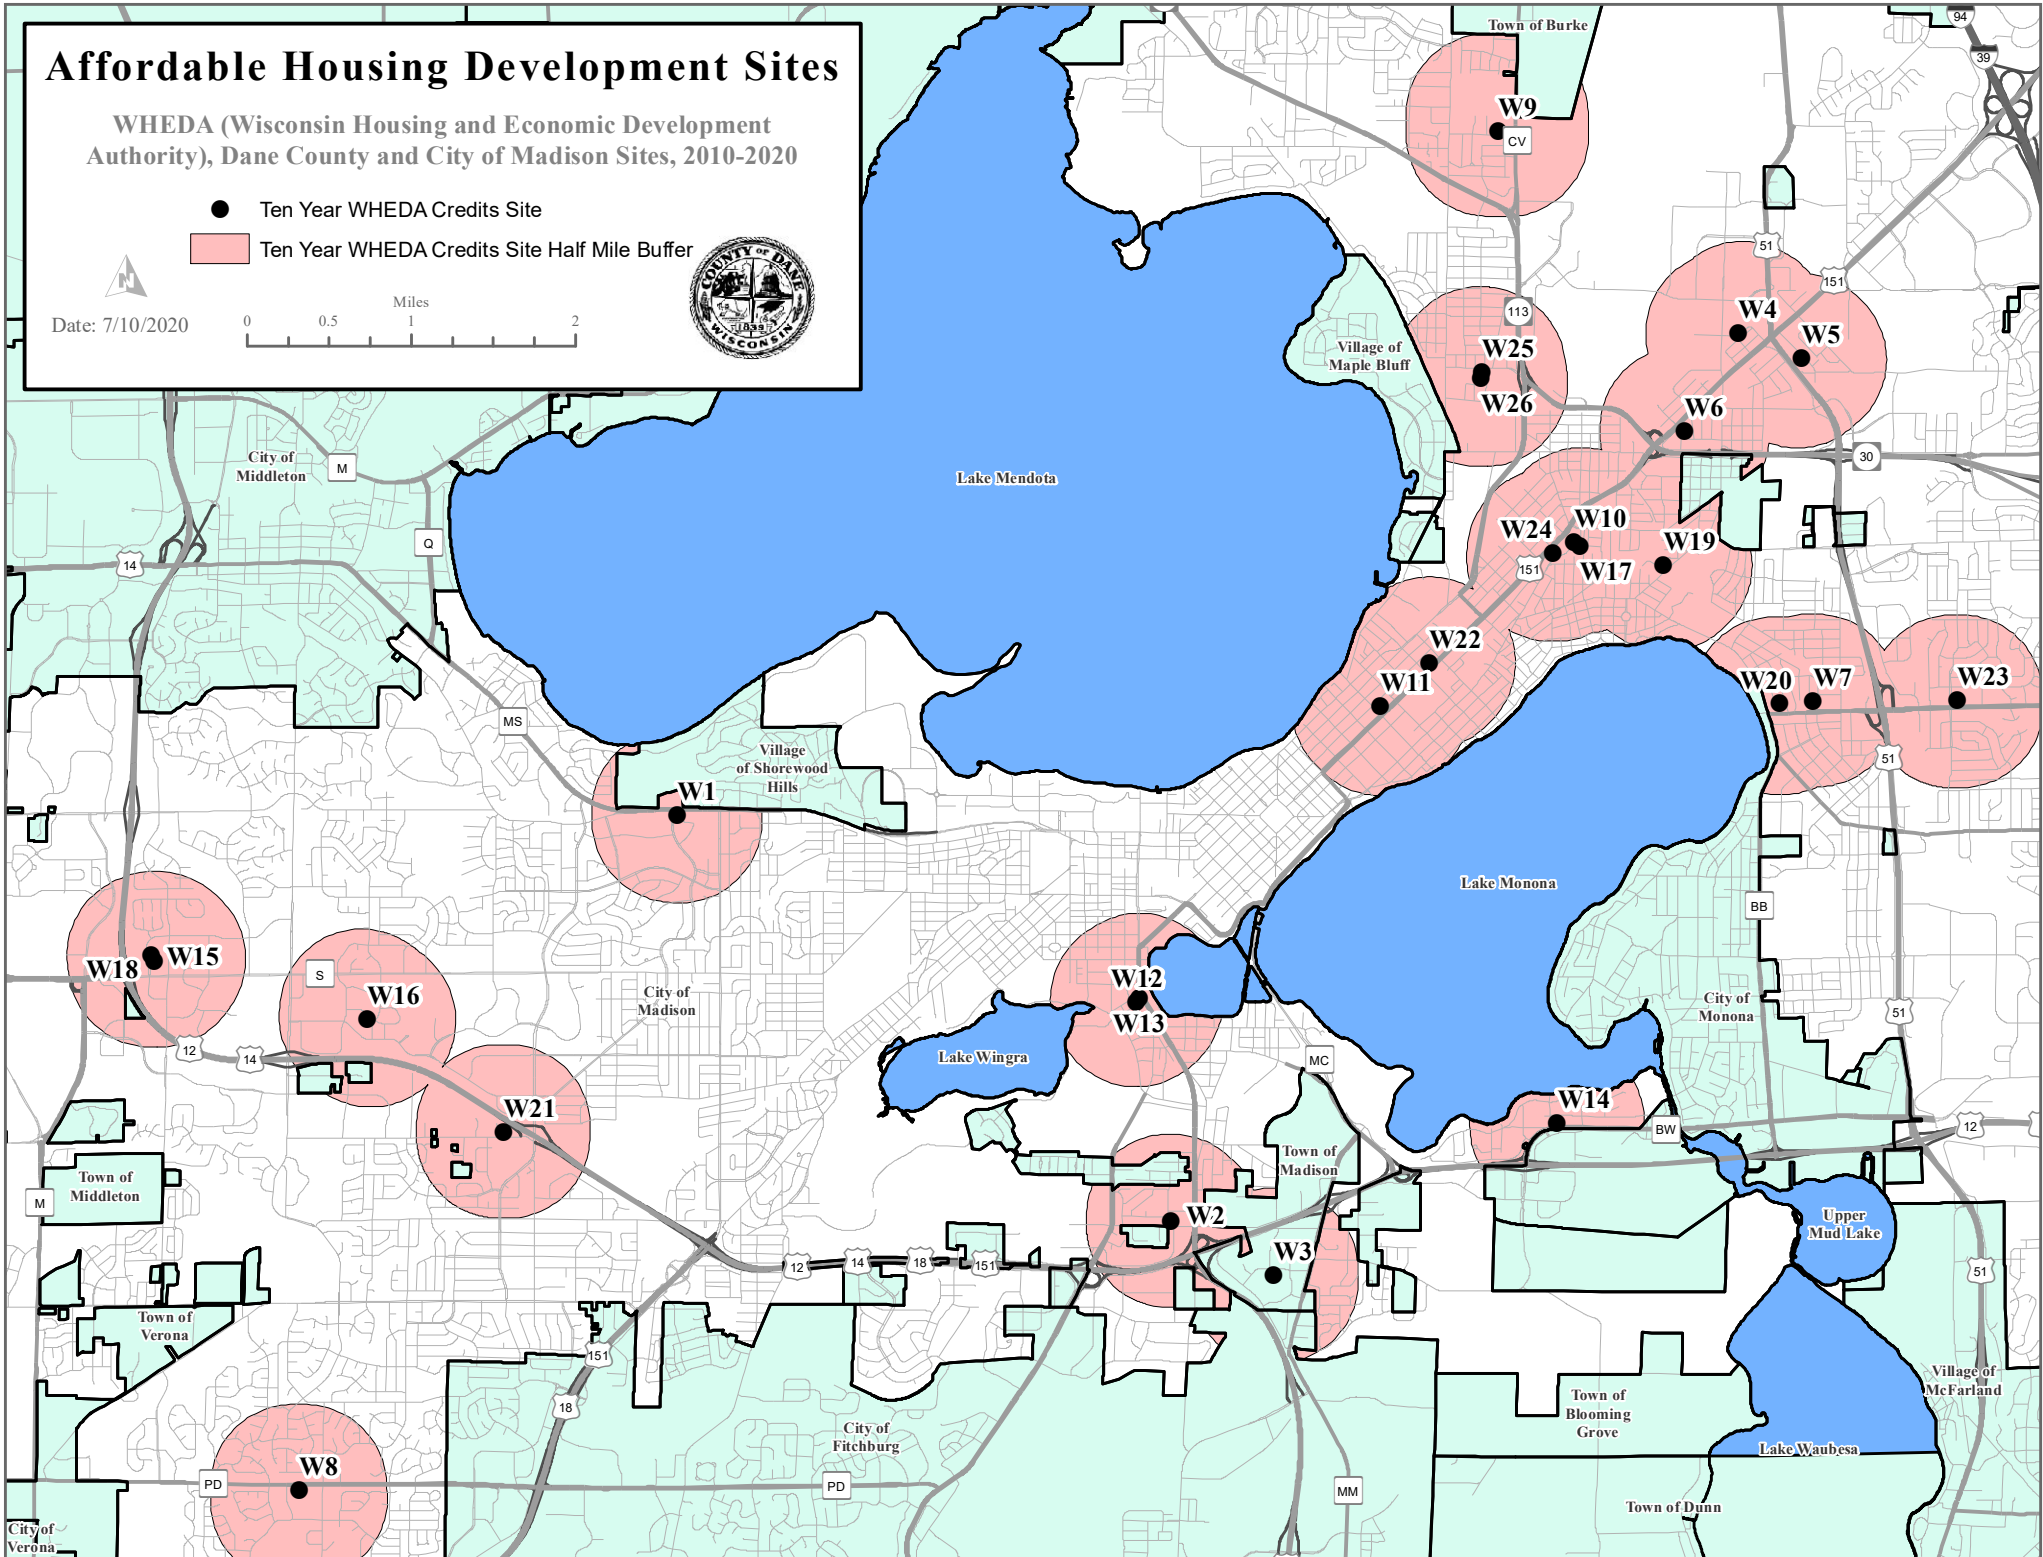 Affordable Housing Development Sites
WHEDA (Wisconsin Housing and Economic Development
Authority), Dane County and City of Madison Sites, 2010-2020
Ten Year WHEDA Credits Site
Ten Year WHEDA Credits Site Half Mile Buffer
N
Date: 7/10/2020
Miles
0 0.5 1 2
COUNTY OF DANE
1839
WISCONSIN
Town of Burke
94
39
W9
CV
51
151
113
W4
W5
Village of
Maple Bluff
W25
W26
W6
30
City of
Middleton
M
Lake Mendota
Q
14
W24
W10
W19
151
W17
W22
W11
W20
W7
W23
MS
Village
of Shorewood
Hills
51
W1
Lake Monona
BB
W15
W18
S
W16
City of
Madison
W12
W13
City of
Monona
51
12
14
Lake Wingra
MC
W21
W14
BW
12
Town of
Middleton
M
Town of
Madison
W2
Upper
Mud Lake
W3
12
14
18
151
51
Town of
Verona
151
18
Village of
McFarland
Town of
Blooming
Grove
City of
Fitchburg
Lake Waubesa
W8
PD
PD
MM
Town of Dunn
City of
Verona